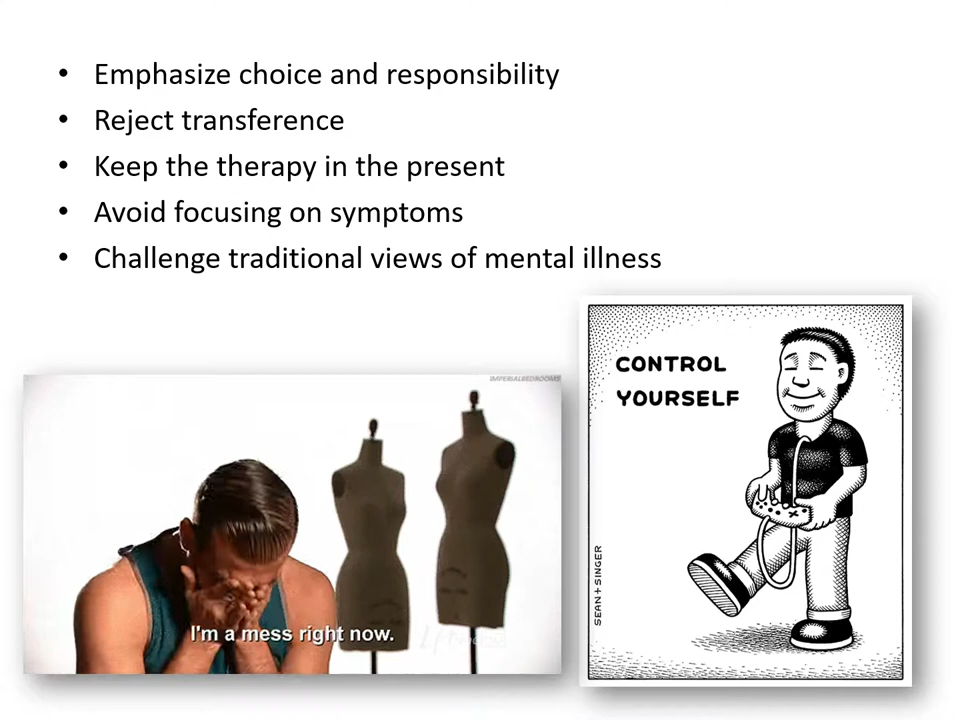 • Emphasize choice and responsibility
• Reject transference
• Keep the therapy in the present
• Avoid focusing on symptoms
• Challenge traditional views of mental illness
CONTROL
YOURSELF
SEAN+SINGER
IMPERIALBEDROOMS
I'm a mess right now.